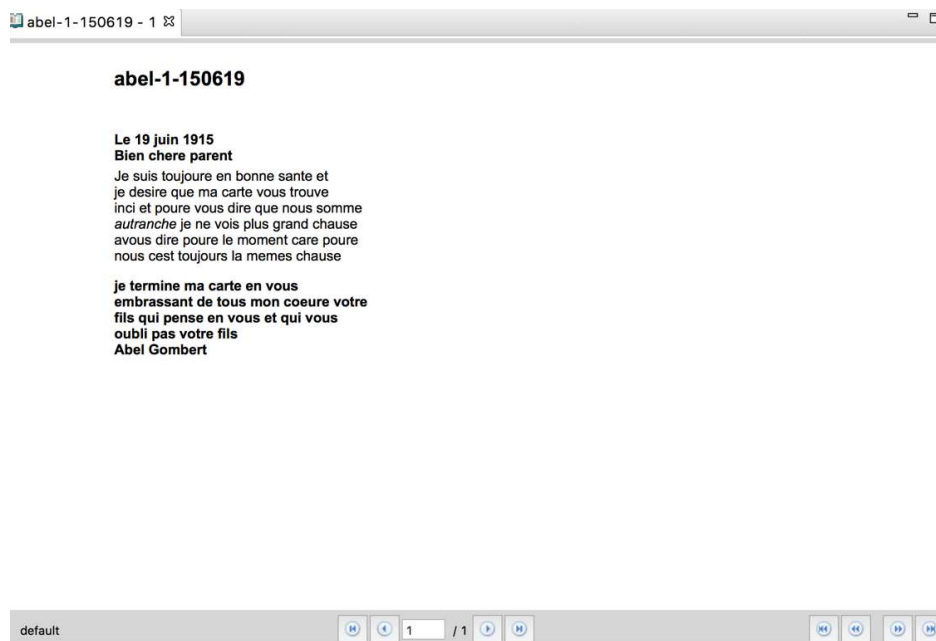 abel-1-150619 - 1
abel-1-150619
Le 19 juin 1915
Bien chere parent
Je suis toujoure en bonne sante et
je desire que ma carte vous trouve
inci et poure vous dire que nous somme
autranche je ne vois plus grand chause
avous dire poure le moment care poure
nous cest toujours la memes chause
je termine ma carte en vous
embrassant de tous mon coeure votre
fils qui pense en vous et qui vous
oubli pas votre fils
Abel Gombert
default
1 / 1